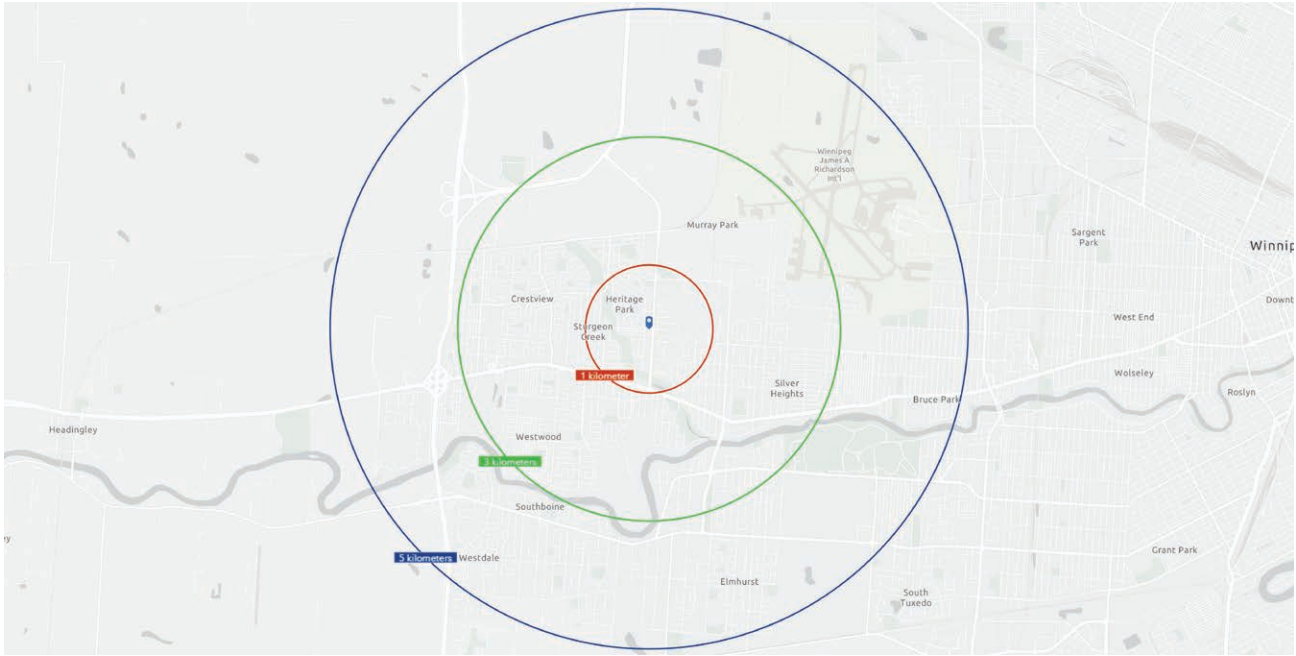 Winnipeg
James A
Richardson
Int'l
Murray Park
Sargent
Park
Winnip
Crestview
Heritage
Park
Downt
West End
Sturgeon
Creek
1 kilometer
Wolseley
Silver
Heights
Roslyn
Bruce Park
Headingley
Westwood
3 kilometers
Southboine
ey
Grant Park
5 kilometers
Westdale
Elmhurst
South
Tuxedo